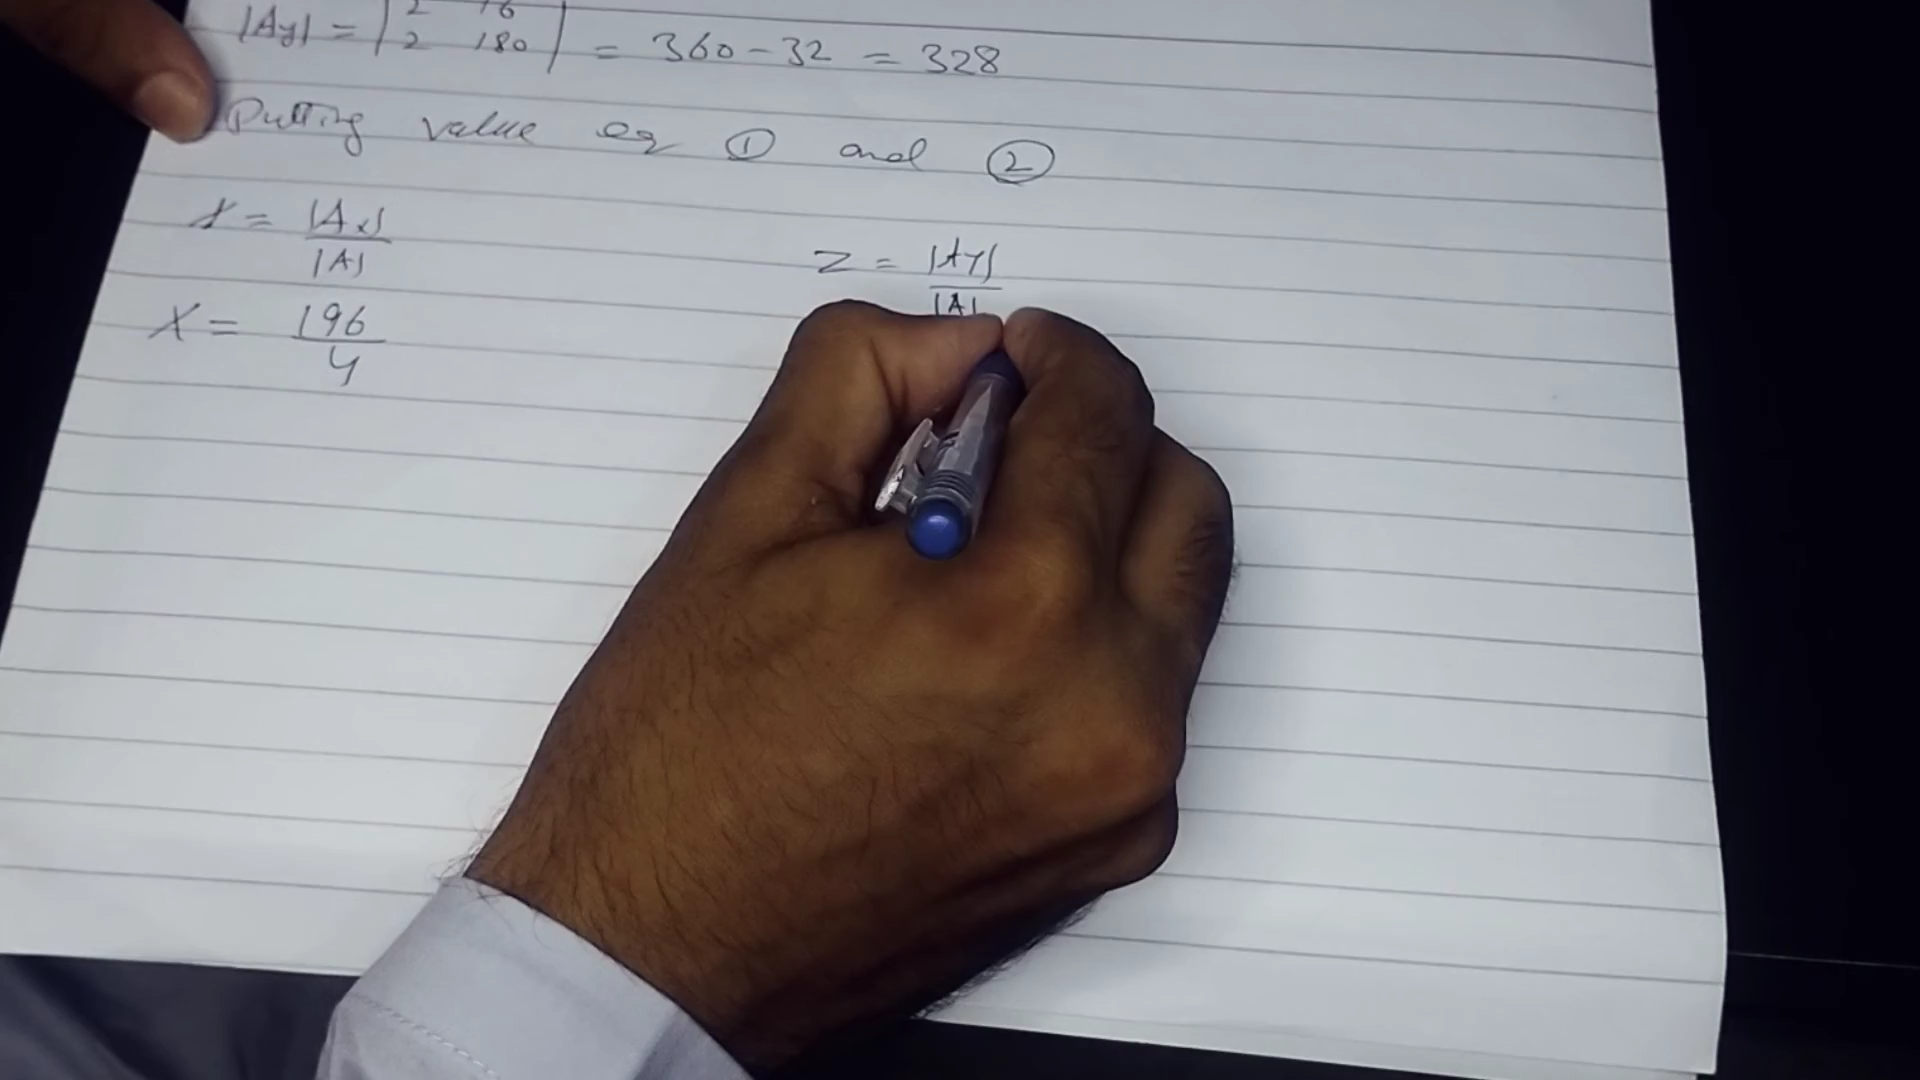 2 16
|Ay| = | 2 180 | = 360 - 32 = 328
Putting value eq ① and ②
x = |Ax| / |A|
z = |Ay| / |A|
x = 196 / 4